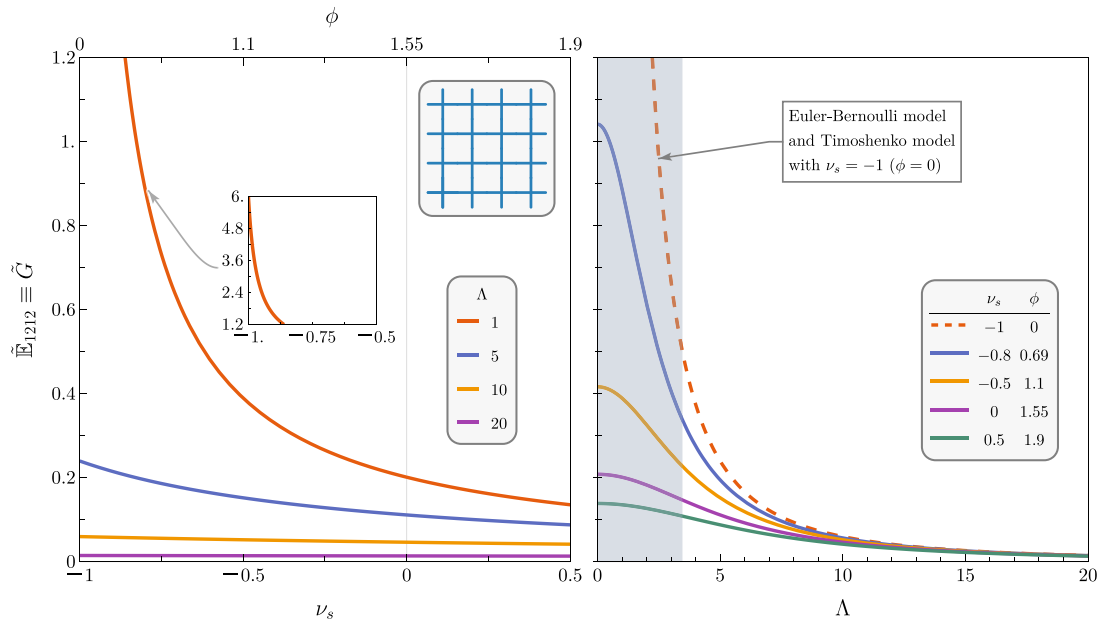 ϕ
0 1.1 1.55 1.9
1.2
1.
0.8
0.6
0.4
0.2
0
𝔼̃₁₂₁₂ ≡ G̃
−1 −0.5 0 0.5
νₛ
6
4.8
3.6
2.4
1.2
−1. −0.75 −0.5
Λ
1
5
10
20
Euler-Bernoulli model
and Timoshenko model
with νₛ = −1 (ϕ = 0)
νₛ ϕ
−1 0
−0.8 0.69
−0.5 1.1
0 1.55
0.5 1.9
0 5 10 15 20
Λ